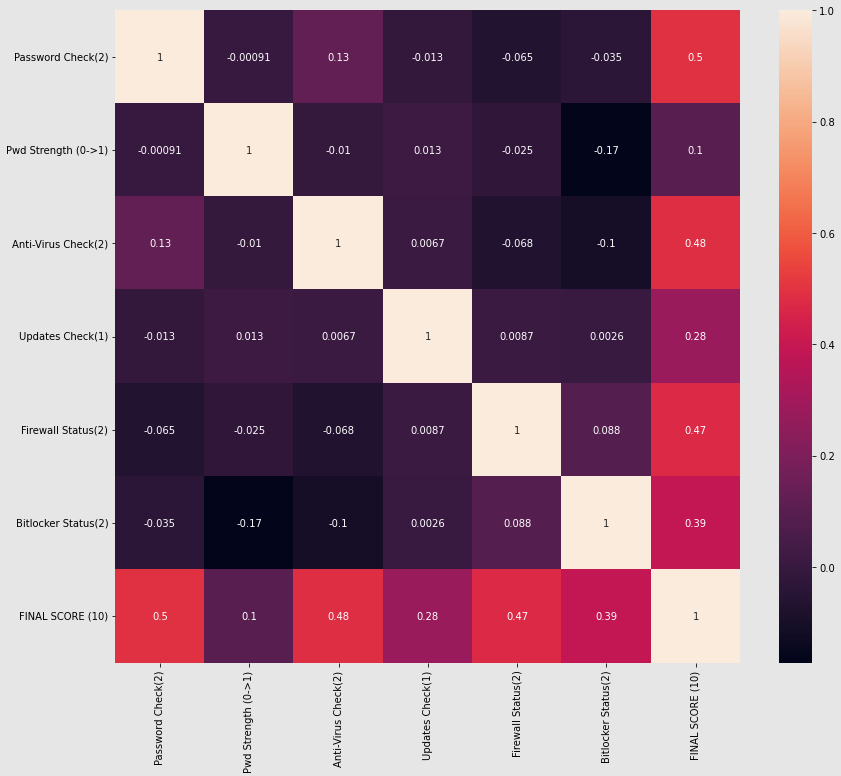 Password Check(2) 1 -0.00091 0.13 -0.013 -0.065 -0.035 0.5
Pwd Strength (0->1) -0.00091 1 -0.01 0.013 -0.025 -0.17 0.1
Anti-Virus Check(2) 0.13 -0.01 1 0.0067 -0.068 -0.1 0.48
Updates Check(1) -0.013 0.013 0.0067 1 0.0087 0.0026 0.28
Firewall Status(2) -0.065 -0.025 -0.068 0.0087 1 0.088 0.47
Bitlocker Status(2) -0.035 -0.17 -0.1 0.0026 0.088 1 0.39
FINAL SCORE (10) 0.5 0.1 0.48 0.28 0.47 0.39 1
Password Check(2)
Pwd Strength (0->1)
Anti-Virus Check(2)
Updates Check(1)
Firewall Status(2)
Bitlocker Status(2)
FINAL SCORE (10)
1.0
0.8
0.6
0.4
0.2
0.0